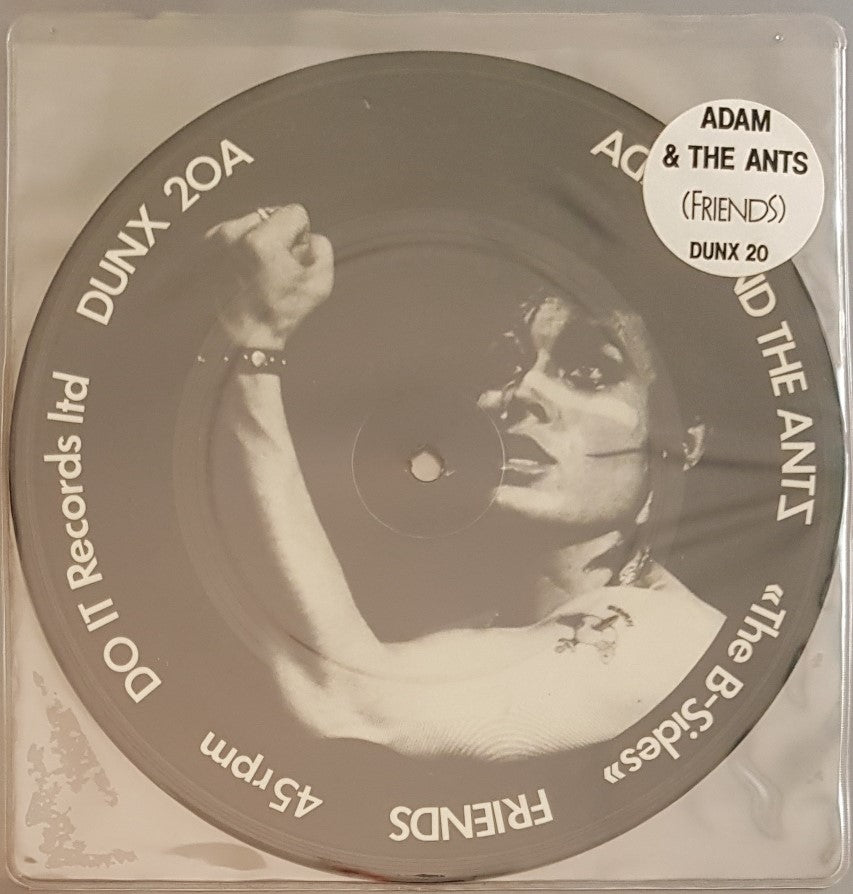 ADAM
& THE ANTS
(FRIENDS)
DUNX 20
DO IT Records ltd
DUNX 20A
THE ANTS
«The B-Sides»
FRIENDS
45 rpm